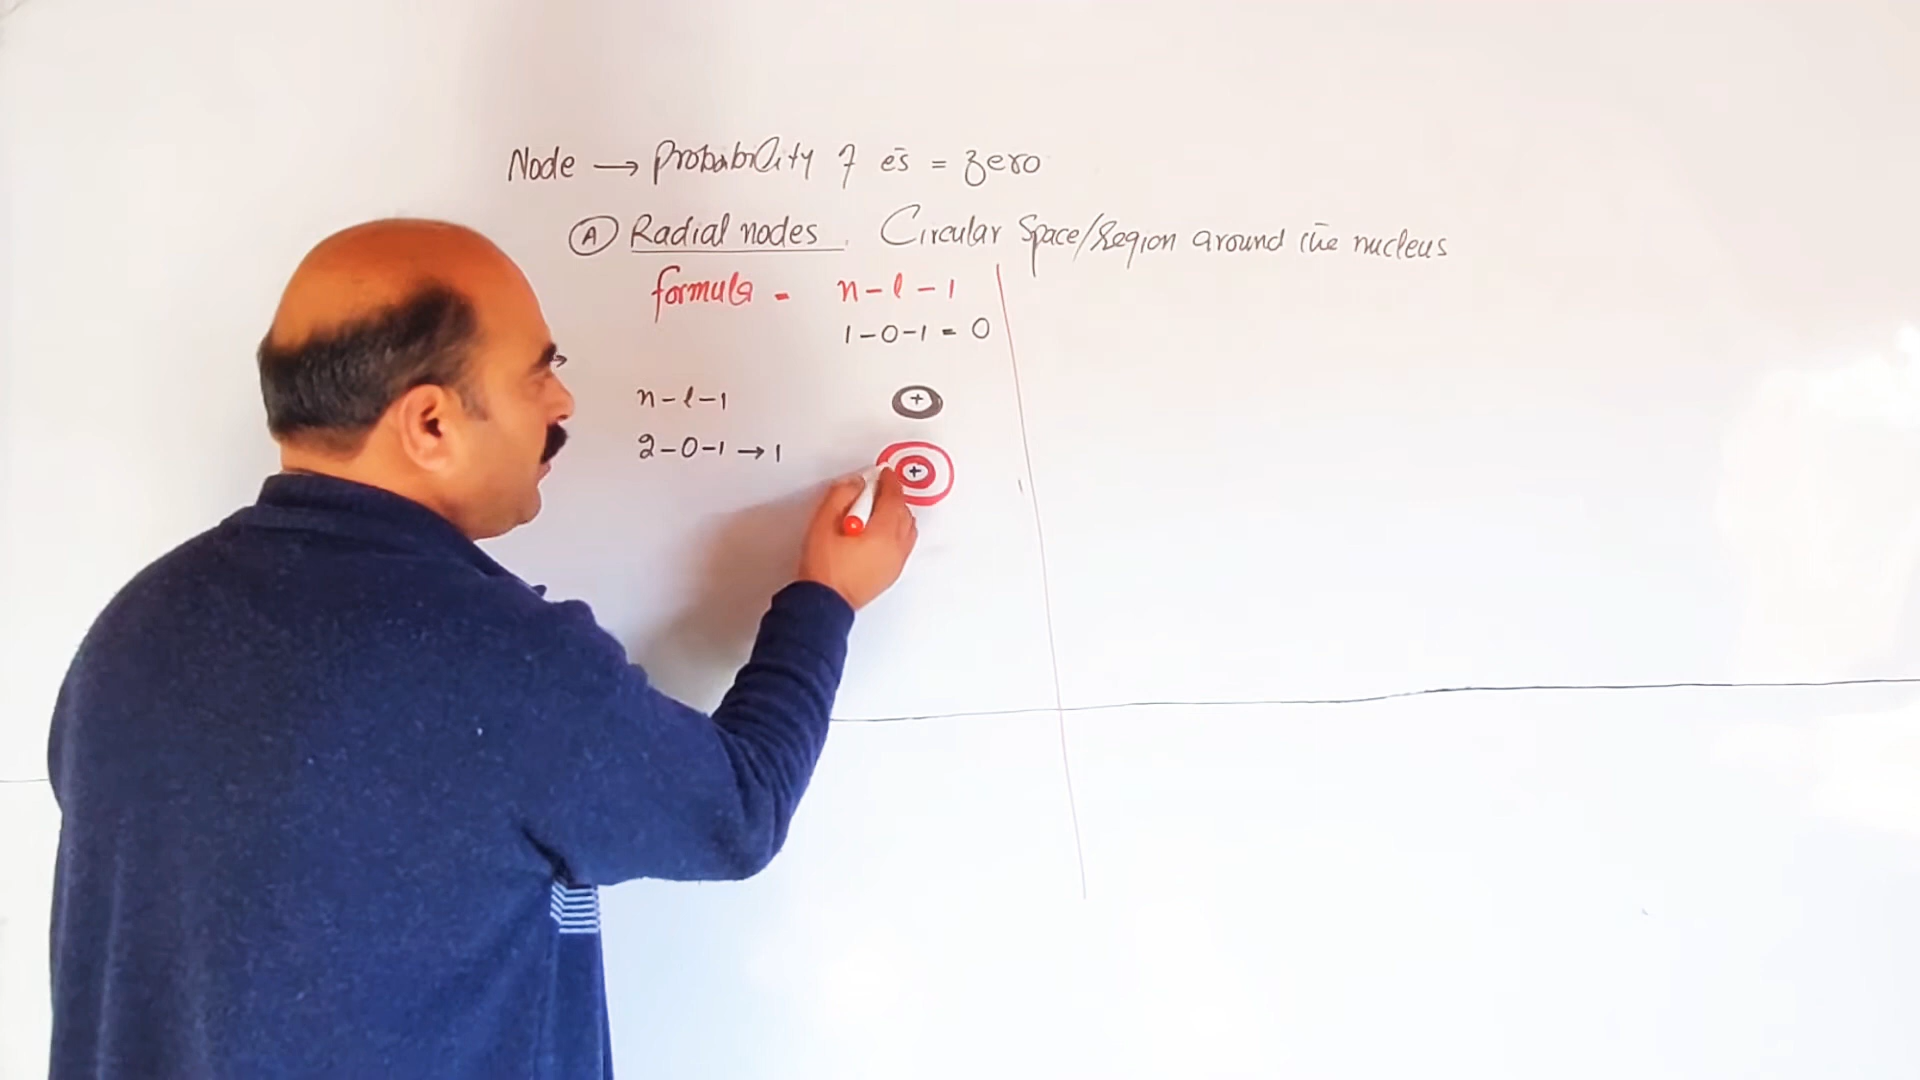 Node → Probability of ēs = zero
Ⓐ Radial nodes. Circular Space/Region around the nucleus
formula - n-l-1
1-0-1 = 0
→
n-l-1
+
2-0-1 → 1
+